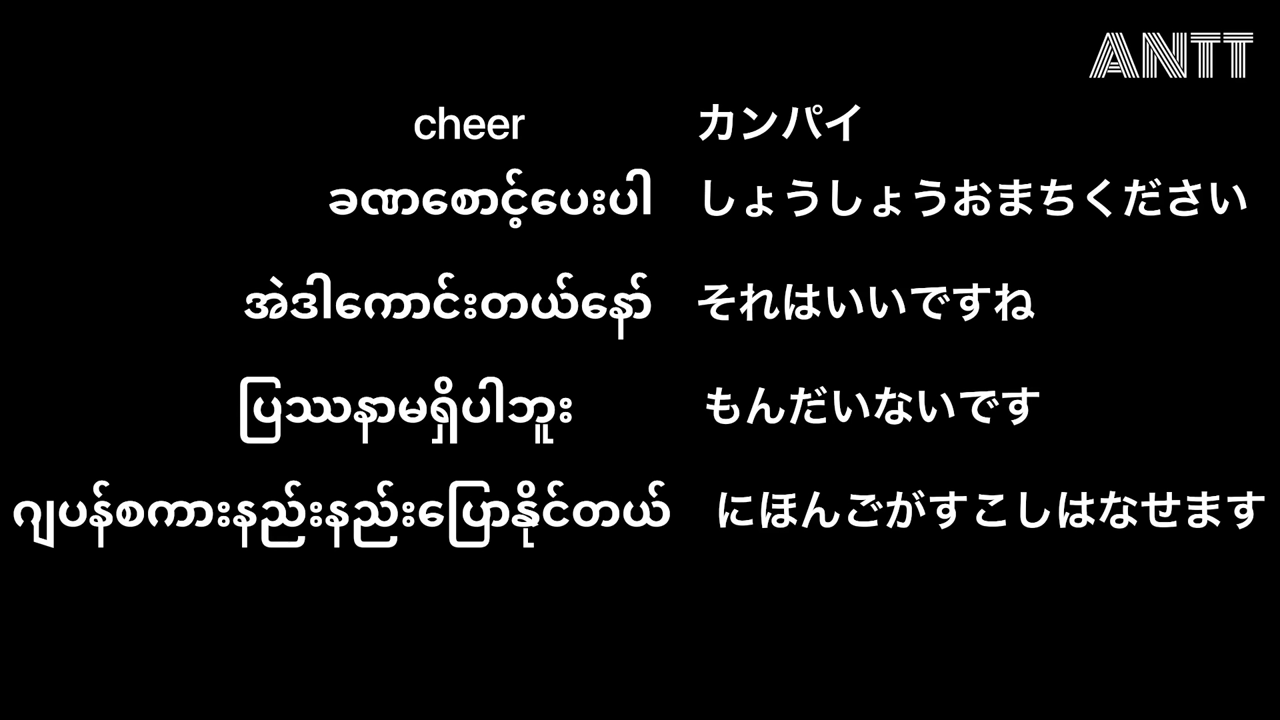 ANTT
cheer カンパイ
ခဏစောင့်ပေးပါ しょうしょうおまちください
အဲဒါကောင်းတယ်နော် それはいいですね
ပြဿနာမရှိပါဘူး もんだいないです
ဂျပန်စကားနည်းနည်းပြောနိုင်တယ် にほんごがすこしはなせます